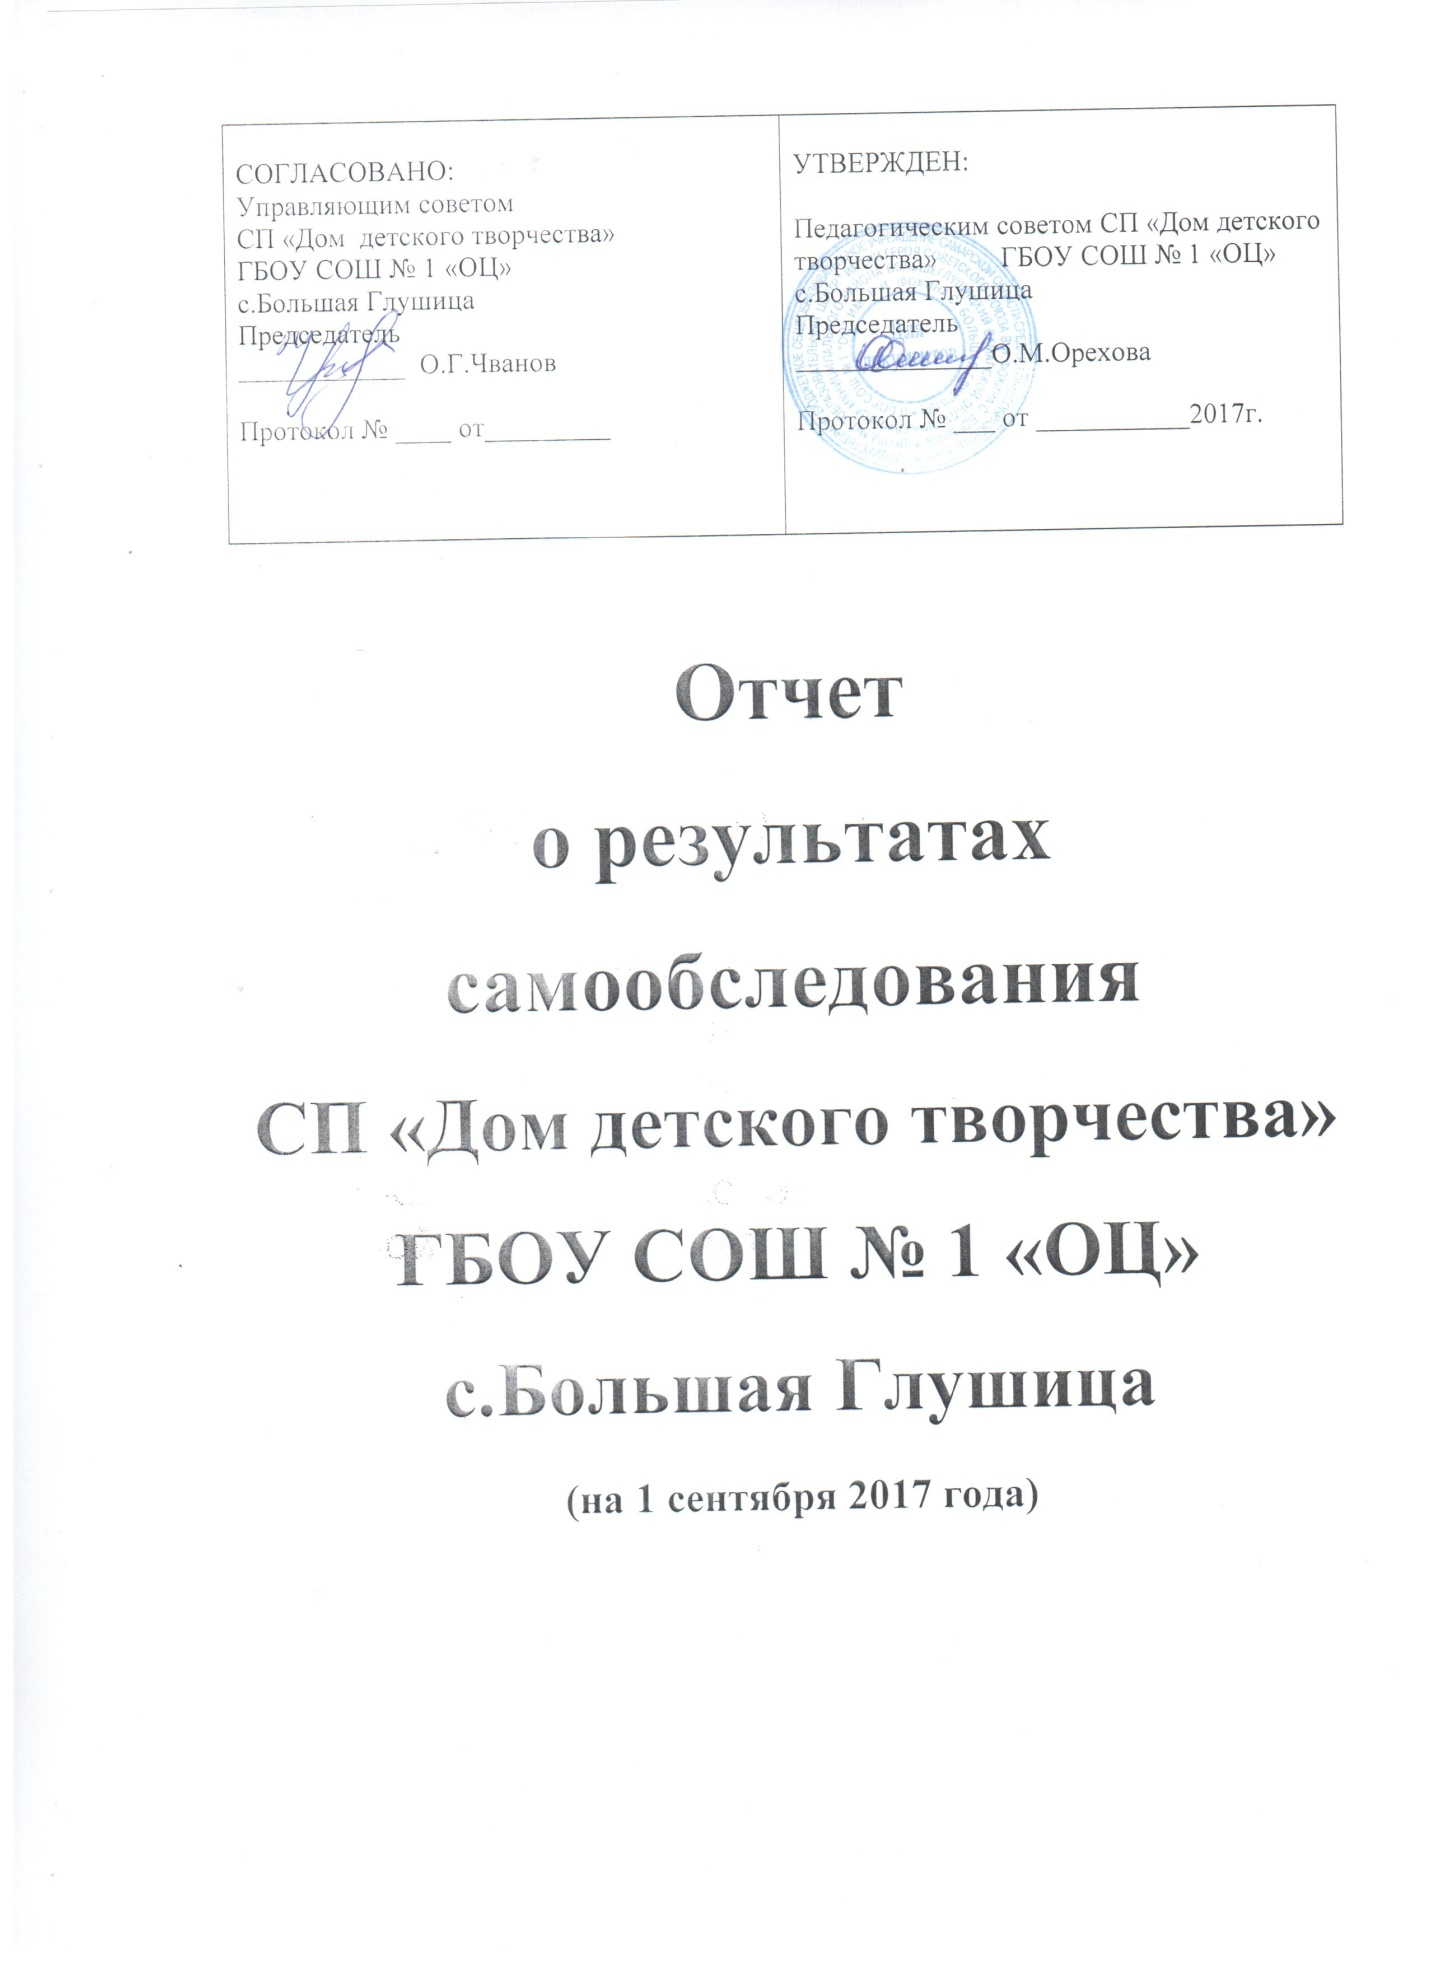 СОГЛАСОВАНО:
Управляющим советом
СП «Дом  детского творчества»
ГБОУ СОШ № 1 «ОЦ»
с.Большая Глушица
Председатель
____________ О.Г.Чванов
Протокол № ____ от_________
УТВЕРЖДЕН:
Педагогическим советом СП «Дом детского
творчества» ГБОУ СОШ № 1 «ОЦ»
с.Большая Глушица
Председатель
______________О.М.Орехова
Протокол № ___ от ___________2017г.
Отчет
о результатах
самообследования
СП «Дом детского творчества»
ГБОУ СОШ № 1 «ОЦ»
с.Большая Глушица
(на 1 сентября 2017 года)